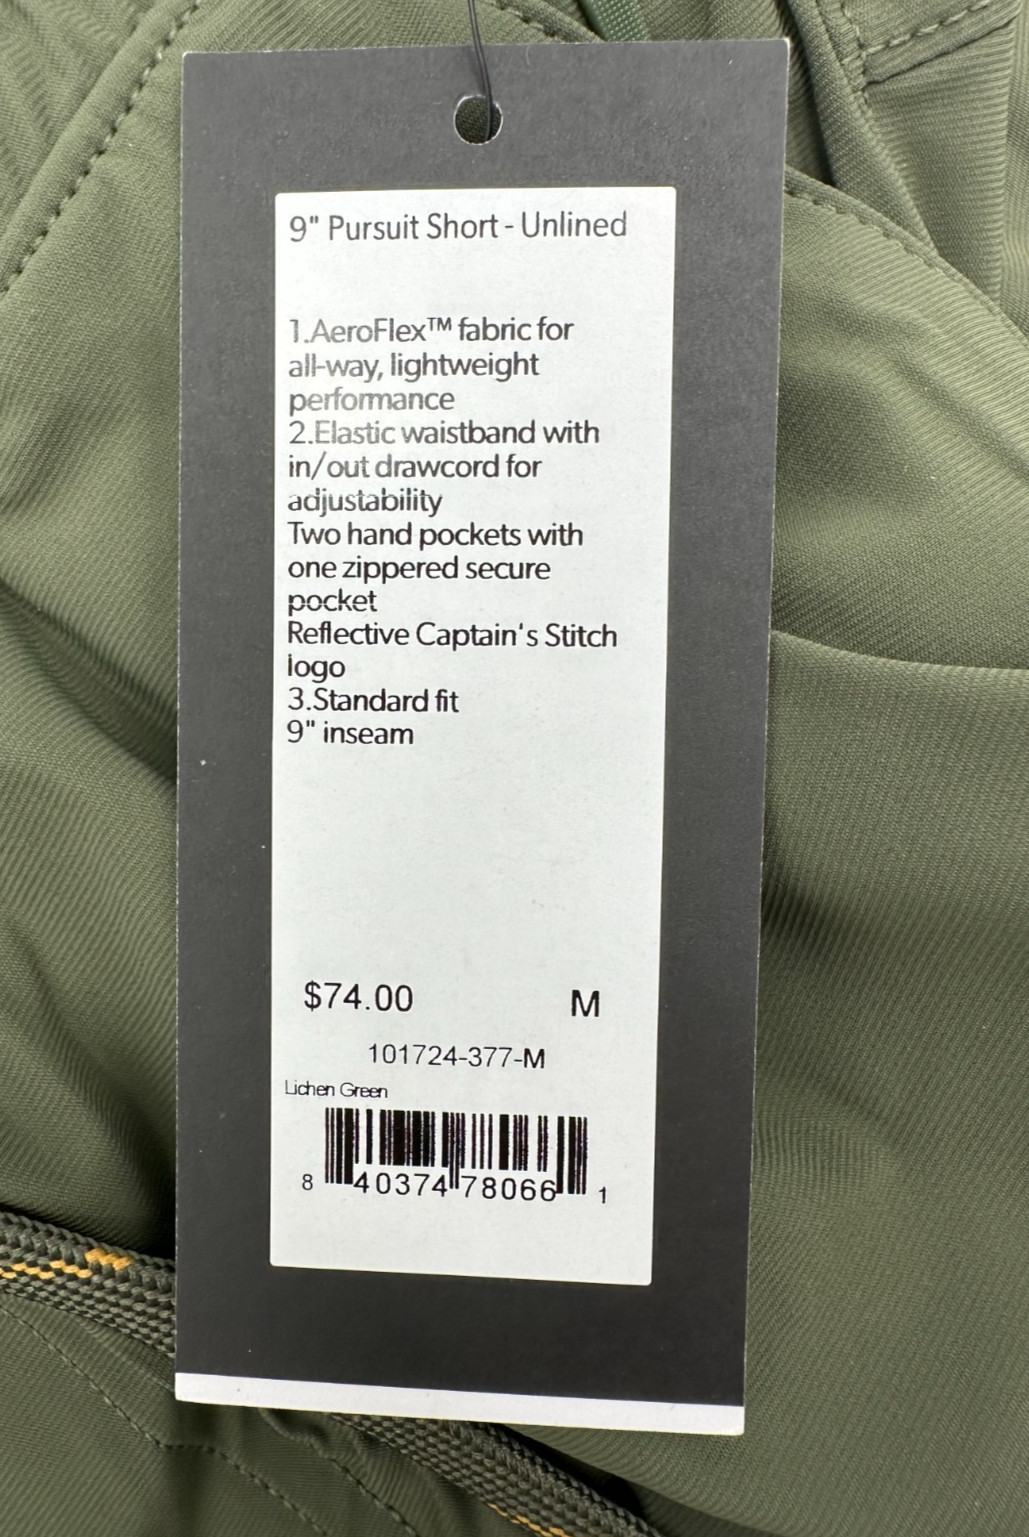 9" Pursuit Short - Unlined
1.AeroFlex™ fabric for
all-way, lightweight
performance
2.Elastic waistband with
in/out drawcord for
adjustability
Two hand pockets with
one zippered secure
pocket
Reflective Captain's Stitch
logo
3.Standard fit
9" inseam
$74.00 M
101724-377-M
Lichen Green
8 40374 78066 1